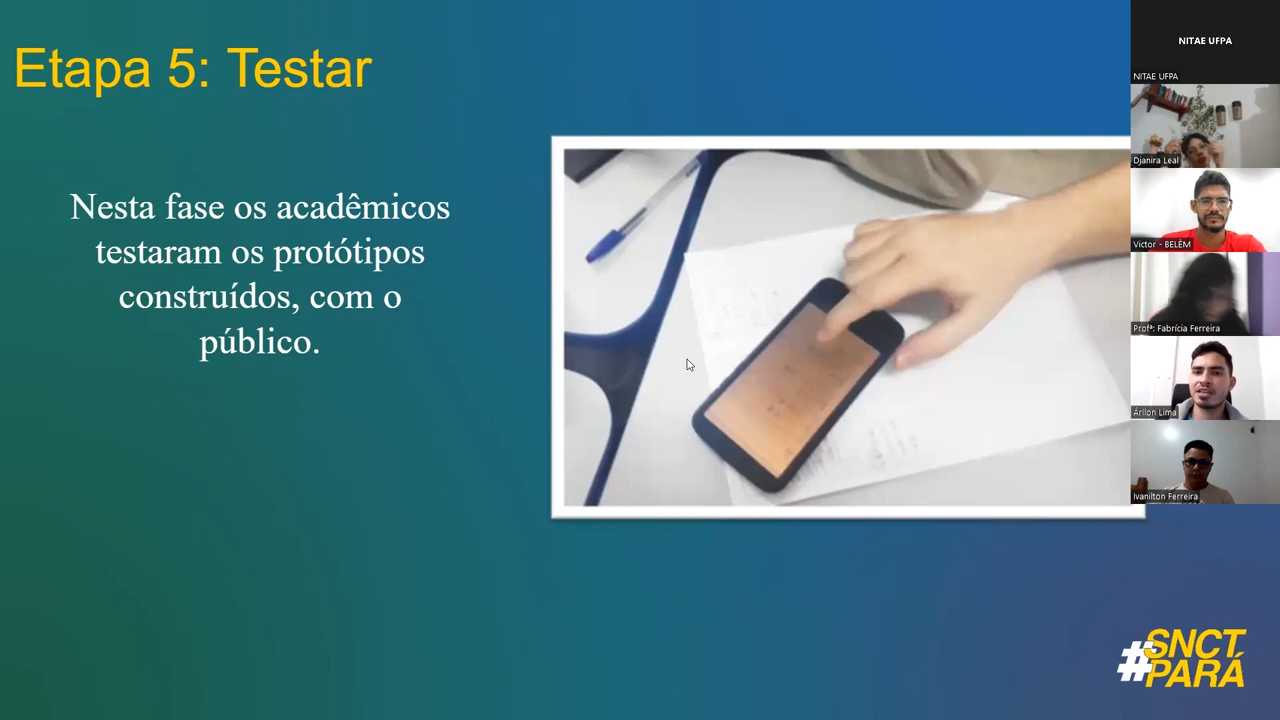 Etapa 5: Testar
Nesta fase os acadêmicos
testaram os protótipos
construídos, com o
público.
NITAE UFPA
NITAE UFPA
Djanira Leal
Victor - BELÉM
Profª: Fabrícia Ferreira
Árllon Lima
Ivanilton Ferreira
#SNCT
PARÁ